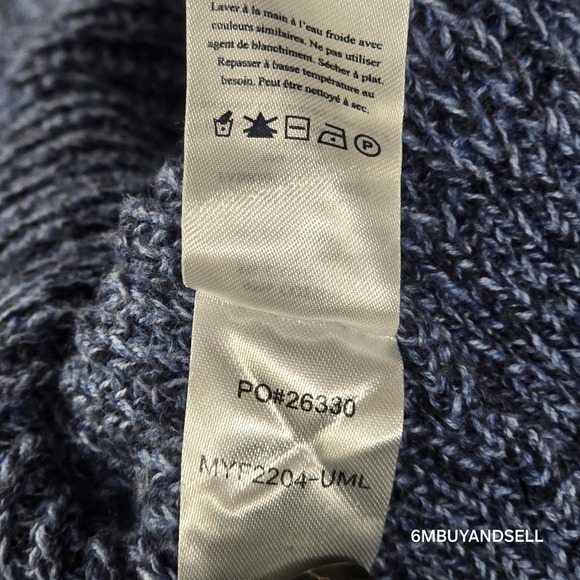 Laver à la main à l'eau froide avec
couleurs similaires. Ne pas utiliser
agent de blanchiment. Sécher à plat.
Repasser à basse température au
besoin. Peut être nettoyé à sec.
P
PO#26330
MYF2204-UML
6MBUYANDSELL